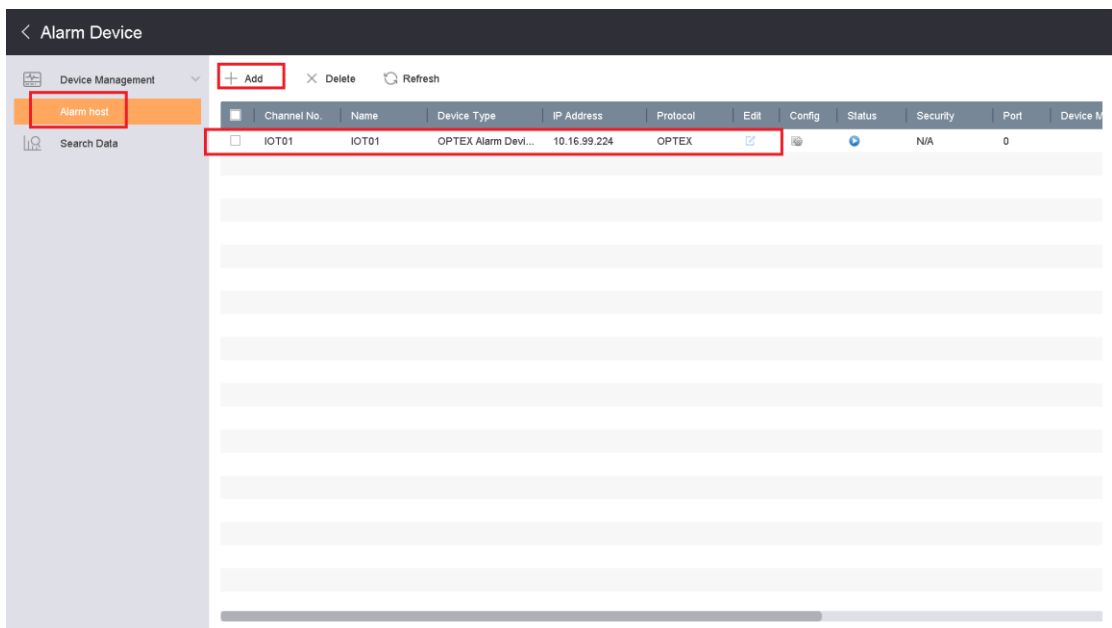 Alarm Device
Device Management
Alarm host
Search Data
Add Delete Refresh
Channel No. Name Device Type IP Address Protocol Edit Config Status Security Port Device M
IOT01 IOT01 OPTEX Alarm Devi... 10.16.99.224 OPTEX N/A 0